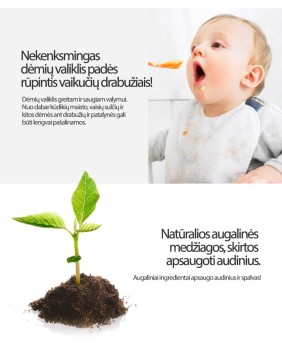 Nekenksmingas
dėmių valiklis padės
rūpintis vaikučių drabužiais!
Dėmių valiklis greitam ir saugiam valymui.
Nuo dabar kūdikių maisto, vaisių sulčių ir
kitos dėmės ant drabužių ir patalynės gali
būti lengvai pašalinamos.
Natūralios augalinės
medžiagos, skirtos
apsaugoti audinius.
Augaliniai ingredientai apsaugo audinius ir spalvas!